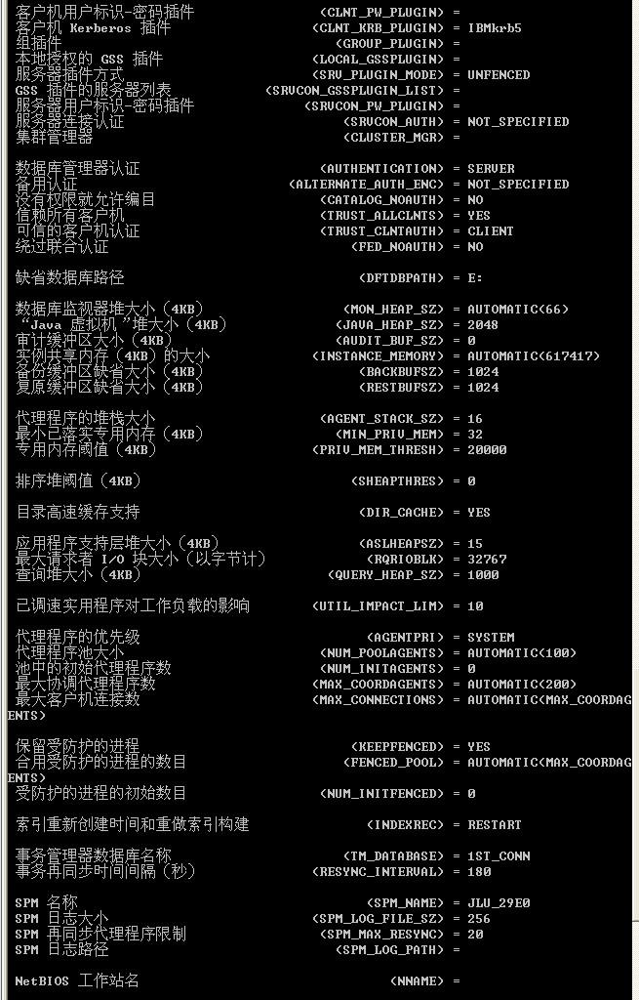 客户机用户标识-密码插件 (CLNT_PW_PLUGIN) =
客户机 Kerberos 插件 (CLNT_KRB_PLUGIN) = IBMkrb5
组插件 (GROUP_PLUGIN) =
本地授权的 GSS 插件 (LOCAL_GSSPLUGIN) =
服务器插件方式 (SRV_PLUGIN_MODE) = UNFENCED
GSS 插件的服务器列表 (SRVCON_GSSPLUGIN_LIST) =
服务器用户标识-密码插件 (SRVCON_PW_PLUGIN) =
服务器连接认证 (SRVCON_AUTH) = NOT_SPECIFIED
集群管理器 (CLUSTER_MGR) =
数据库管理器认证 (AUTHENTICATION) = SERVER
备用认证 (ALTERNATE_AUTH_ENC) = NOT_SPECIFIED
没有权限就允许编目 (CATALOG_NOAUTH) = NO
信赖所有客户机 (TRUST_ALLCLNTS) = YES
可信的客户机认证 (TRUST_CLNTAUTH) = CLIENT
绕过联合认证 (FED_NOAUTH) = NO
缺省数据库路径 (DFTDBPATH) = E:
数据库监视器堆大小 (4KB) (MON_HEAP_SZ) = AUTOMATIC(66)
“Java 虚拟机 ”堆大小 (4KB) (JAVA_HEAP_SZ) = 2048
审计缓冲区大小 (4KB) (AUDIT_BUF_SZ) = 0
实例共享内存 (4KB) 的大小 (INSTANCE_MEMORY) = AUTOMATIC(617417)
备份缓冲区缺省大小 (4KB) (BACKBUFSZ) = 1024
复原缓冲区缺省大小 (4KB) (RESTBUFSZ) = 1024
代理程序的堆栈大小 (AGENT_STACK_SZ) = 16
最小已落实专用内存 (4KB) (MIN_PRIV_MEM) = 32
专用内存阈值 (4KB) (PRIV_MEM_THRESH) = 20000
排序堆阈值 (4KB) (SHEAPTHRES) = 0
目录高速缓存支持 (DIR_CACHE) = YES
应用程序支持层堆大小 (4KB) (ASLHEAPSZ) = 15
最大请求者 I/O 块大小 (以字节计) (RQRIOBLK) = 32767
查询堆大小 (4KB) (QUERY_HEAP_SZ) = 1000
已调速实用程序对工作负载的影响 (UTIL_IMPACT_LIM) = 10
代理程序的优先级 (AGENTPRI) = SYSTEM
代理程序池大小 (NUM_POOLAGENTS) = AUTOMATIC(100)
池中的初始代理程序数 (NUM_INITAGENTS) = 0
最大协调代理程序数 (MAX_COORDAGENTS) = AUTOMATIC(200)
最大客户机连接数 (MAX_CONNECTIONS) = AUTOMATIC(MAX_COORDAG
ENTS)
保留受防护的进程 (KEEPFENCED) = YES
合用受防护的进程的数目 (FENCED_POOL) = AUTOMATIC(MAX_COORDAG
ENTS)
受防护的进程的初始数目 (NUM_INITFENCED) = 0
索引重新创建时间和重做索引构建 (INDEXREC) = RESTART
事务管理器数据库名称 (TM_DATABASE) = 1ST_CONN
事务再同步时间间隔 (秒) (RESYNC_INTERVAL) = 180
SPM 名称 (SPM_NAME) = JLU_29E0
SPM 日志大小 (SPM_LOG_FILE_SZ) = 256
SPM 再同步代理程序限制 (SPM_MAX_RESYNC) = 20
SPM 日志路径 (SPM_LOG_PATH) =
NetBIOS 工作站名 (NNAME) =